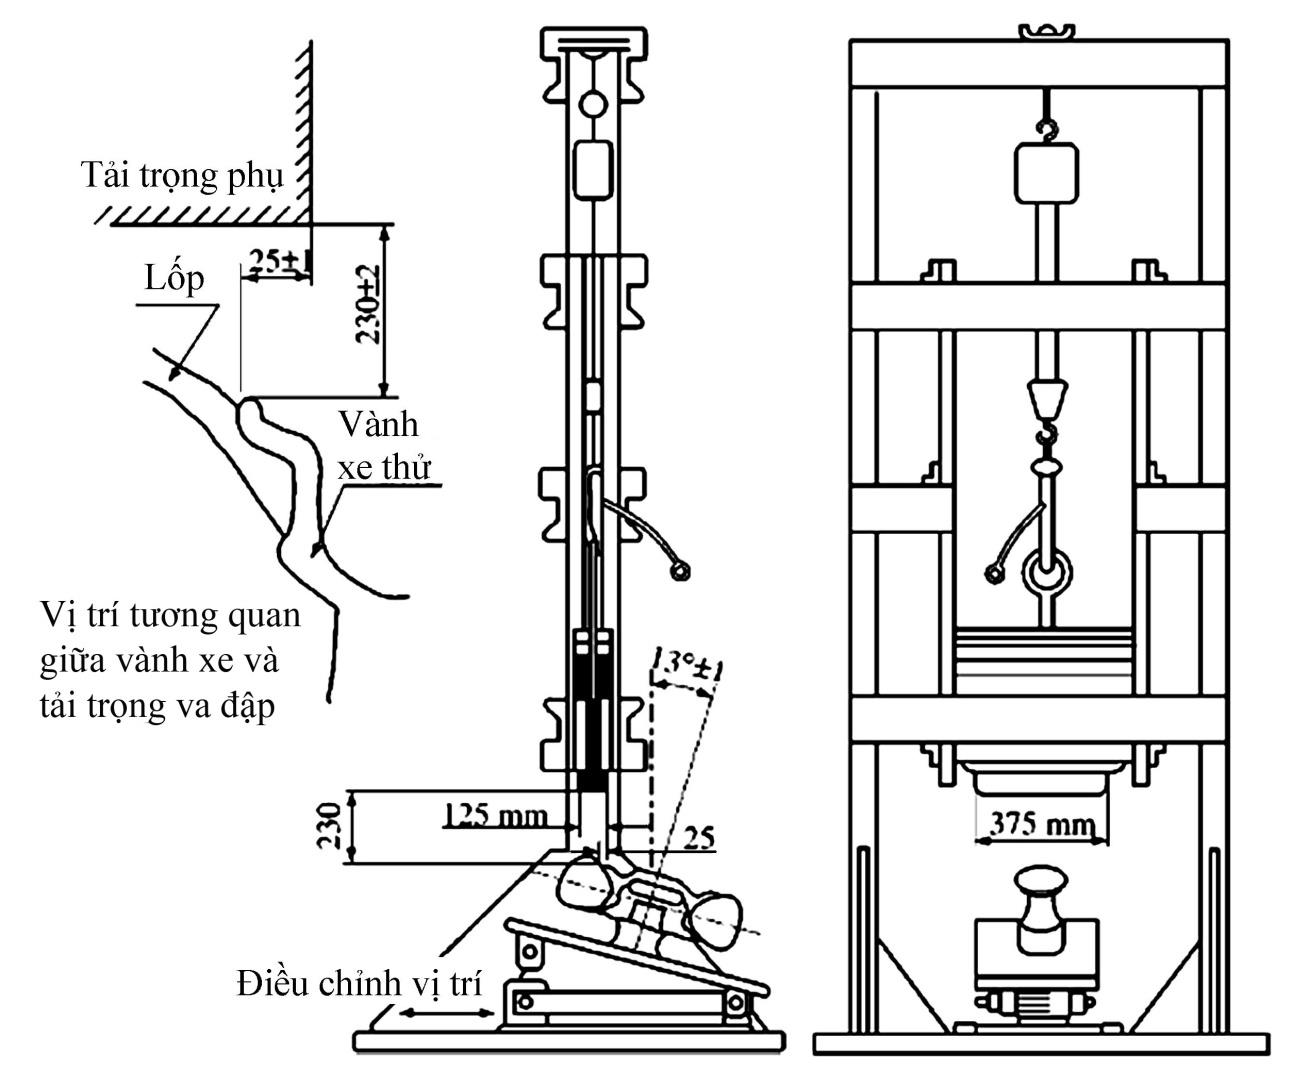 Tải trọng phụ
25±1
230±2
Lốp
Vành
xe thử
Vị trí tương quan
giữa vành xe và
tải trọng va đập
13°±1
230
125 mm
25
Điều chỉnh vị trí
375 mm